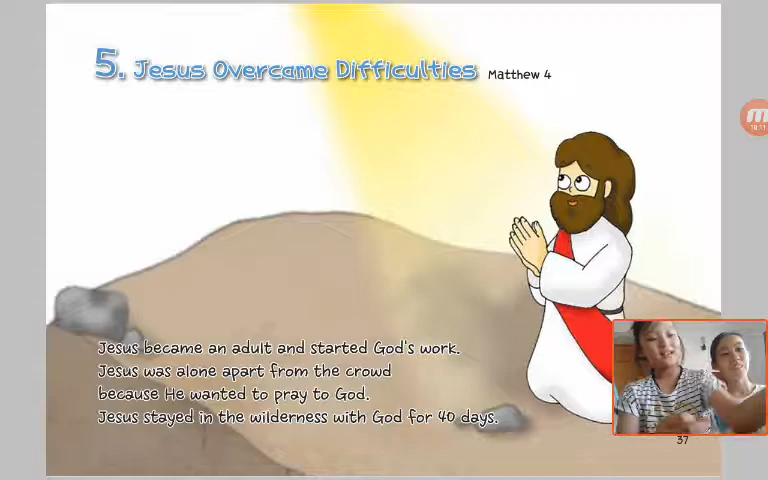 5. Jesus Overcame Difficulties Matthew 4
Jesus became an adult and started God's work.
Jesus was alone apart from the crowd
because He wanted to pray to God.
Jesus stayed in the wilderness with God for 40 days.
37